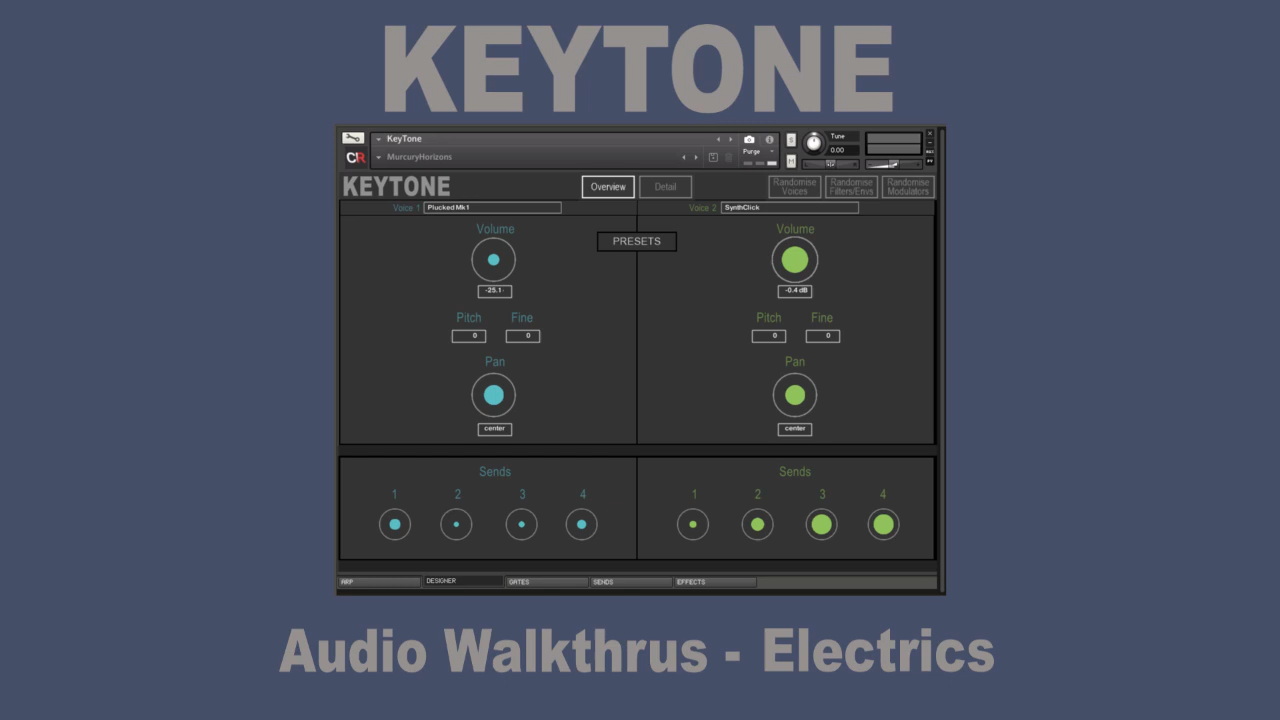 KEYTONE
KeyTone
Purge
S
Tune
0.00
CR
MurcuryHorizons
M
KEYTONE
Overview
Detail
Randomise Voices
Randomise Filters/Envs
Randomise Modulators
Voice 1 Plucked Mk1
Voice 2 SynthClick
PRESETS
Volume
Volume
-25.1
-0.4 dB
Pitch Fine
Pitch Fine
0 0
0 0
Pan
Pan
center
center
Sends
Sends
1 2 3 4
1 2 3 4
ARP DESIGNER GATES SENDS EFFECTS
Audio Walkthrus - Electrics